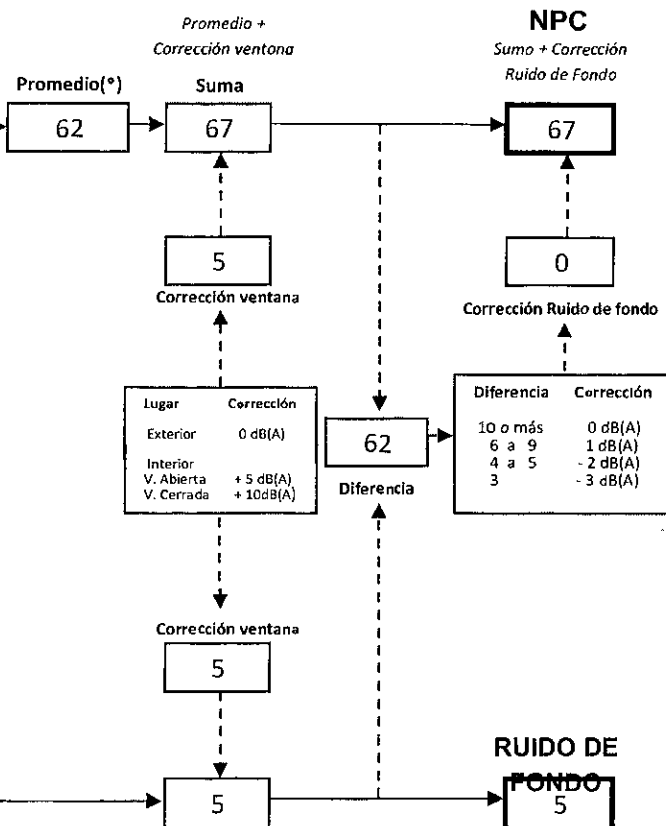 Promedio +
Corrección ventona
NPC
Sumo + Corrección
Ruido de Fondo
Promedio(°)
Suma
62
67
67
5
0
Corrección ventana
Corrección Ruido de fondo
Lugar Corrección
Exterior 0 dB(A)
Interior
V. Abierta + 5 dB(A)
V. Cerrada + 10dB(A)
62
Diferencia
Diferencia Corrección
10 o más 0 dB(A)
6 a 9 1 dB(A)
4 a 5 - 2 dB(A)
3 - 3 dB(A)
Corrección ventana
5
RUIDO DE
FONDO
5
5